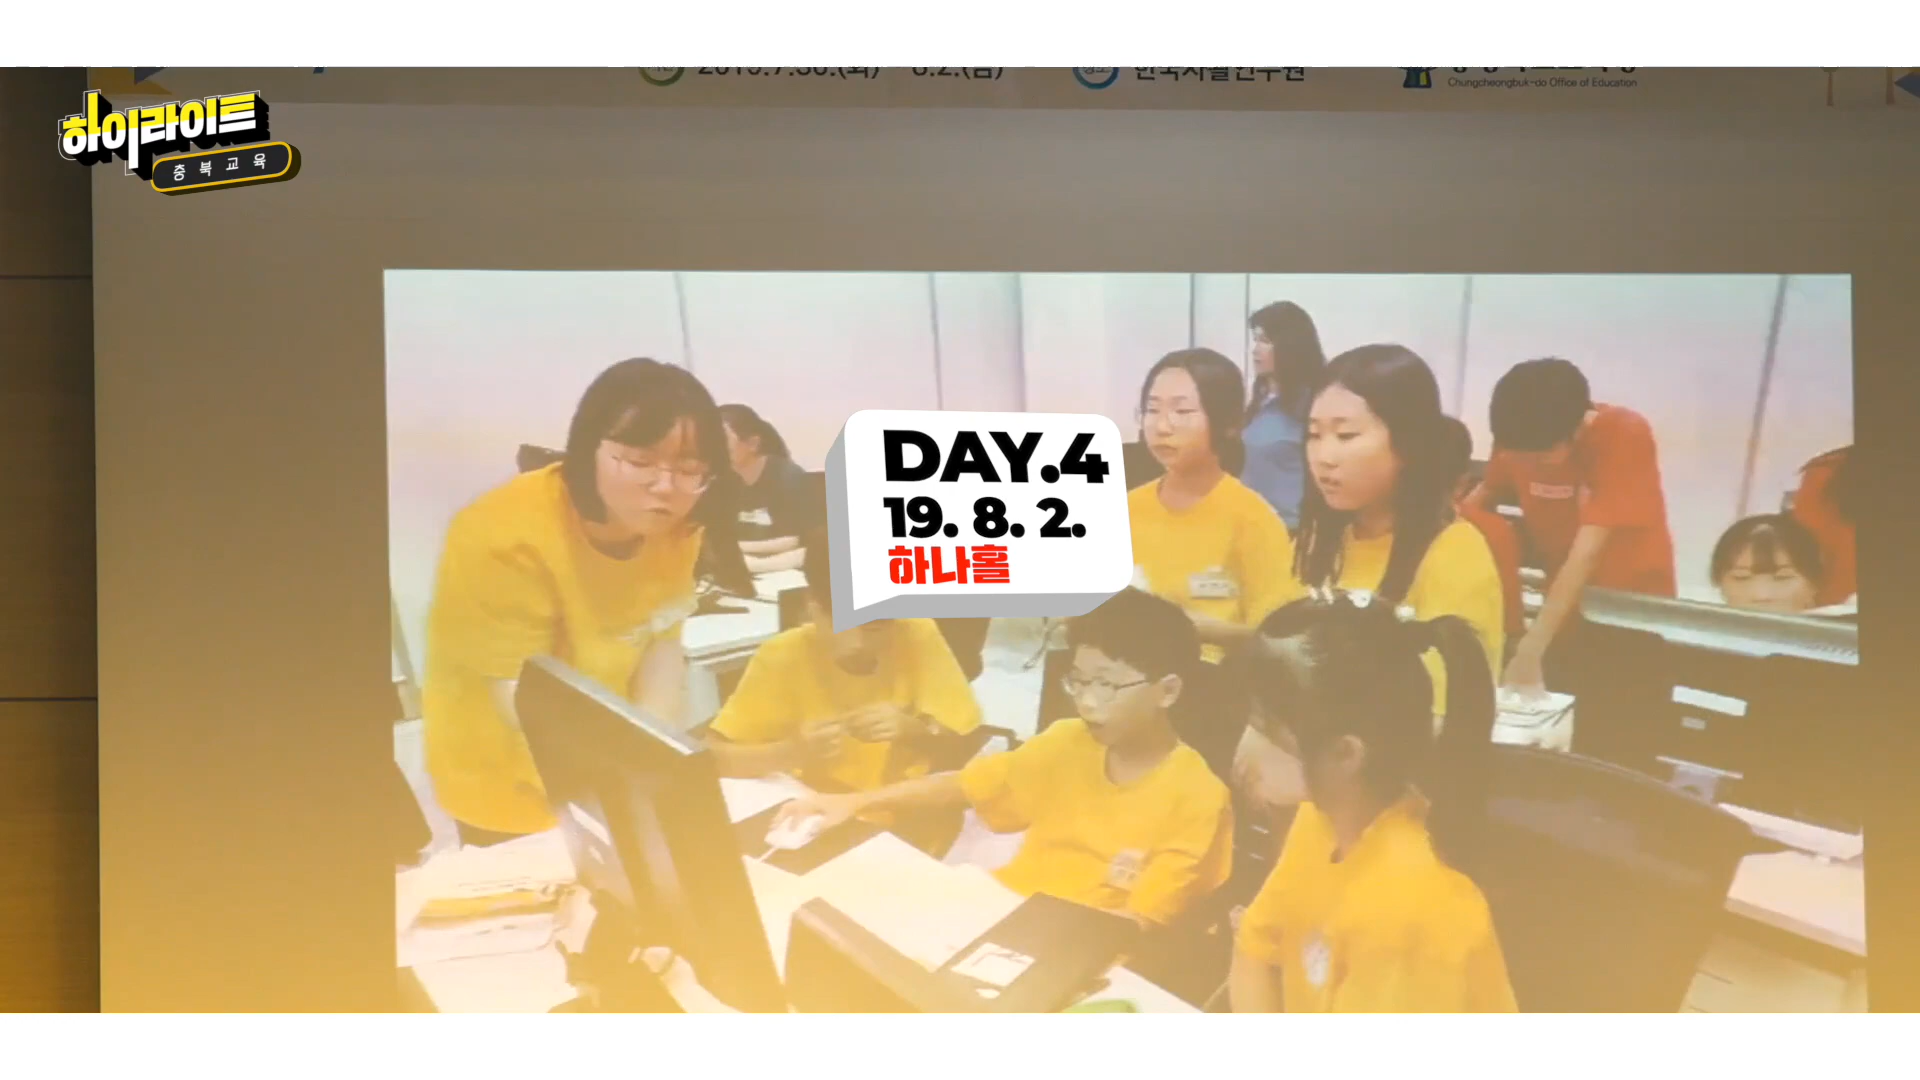 Chungcheongbuk-do Office of Education
하이라이트
충북교육
DAY.4
19. 8. 2.
하나홀